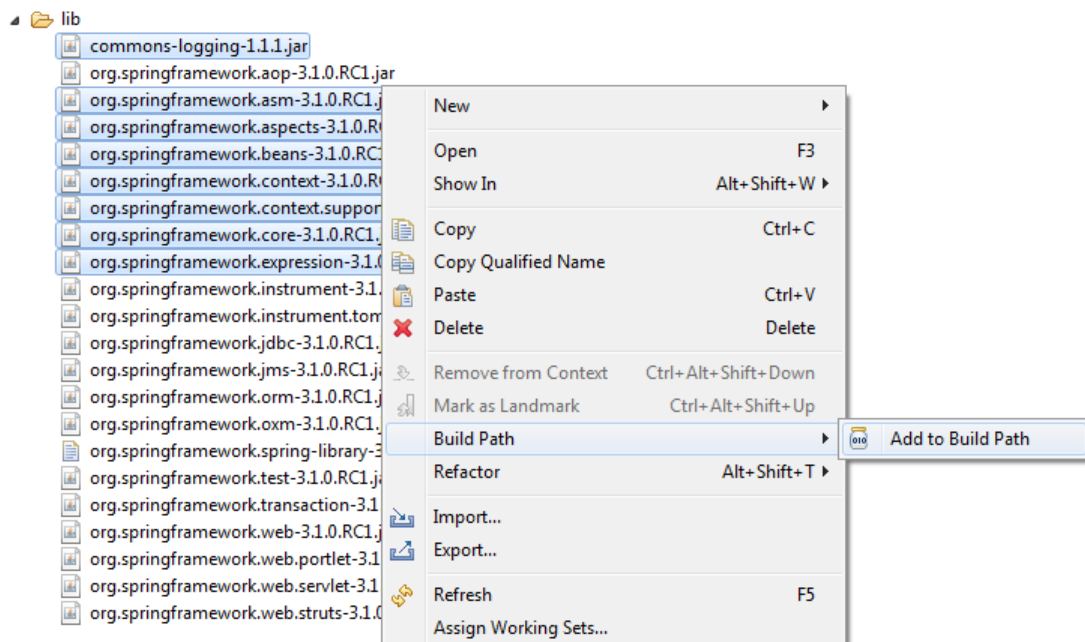 lib
commons-logging-1.1.1.jar
org.springframework.aop-3.1.0.RC1.jar
org.springframework.asm-3.1.0.RC1.j
org.springframework.aspects-3.1.0.R
org.springframework.beans-3.1.0.RC1
org.springframework.context-3.1.0.R
org.springframework.context.suppor
org.springframework.core-3.1.0.RC1.j
org.springframework.expression-3.1.0
org.springframework.instrument-3.1.
org.springframework.instrument.tom
org.springframework.jdbc-3.1.0.RC1.j
org.springframework.jms-3.1.0.RC1.ja
org.springframework.orm-3.1.0.RC1.j
org.springframework.oxm-3.1.0.RC1.
org.springframework.spring-library-3
org.springframework.test-3.1.0.RC1.ja
org.springframework.transaction-3.1
org.springframework.web-3.1.0.RC1.j
org.springframework.web.portlet-3.1
org.springframework.web.servlet-3.1
org.springframework.web.struts-3.1.0
New
Open F3
Show In Alt+Shift+W
Copy Ctrl+C
Copy Qualified Name
Paste Ctrl+V
Delete Delete
Remove from Context Ctrl+Alt+Shift+Down
Mark as Landmark Ctrl+Alt+Shift+Up
Build Path
Refactor Alt+Shift+T
Import...
Export...
Refresh F5
Assign Working Sets...
010 Add to Build Path